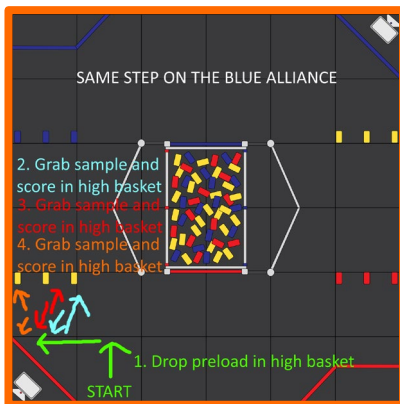 SAME STEP ON THE BLUE ALLIANCE
2. Grab sample and
score in high basket
3. Grab sample and
score in high basket
4. Grab sample and
score in high basket
1. Drop preload in high basket
START